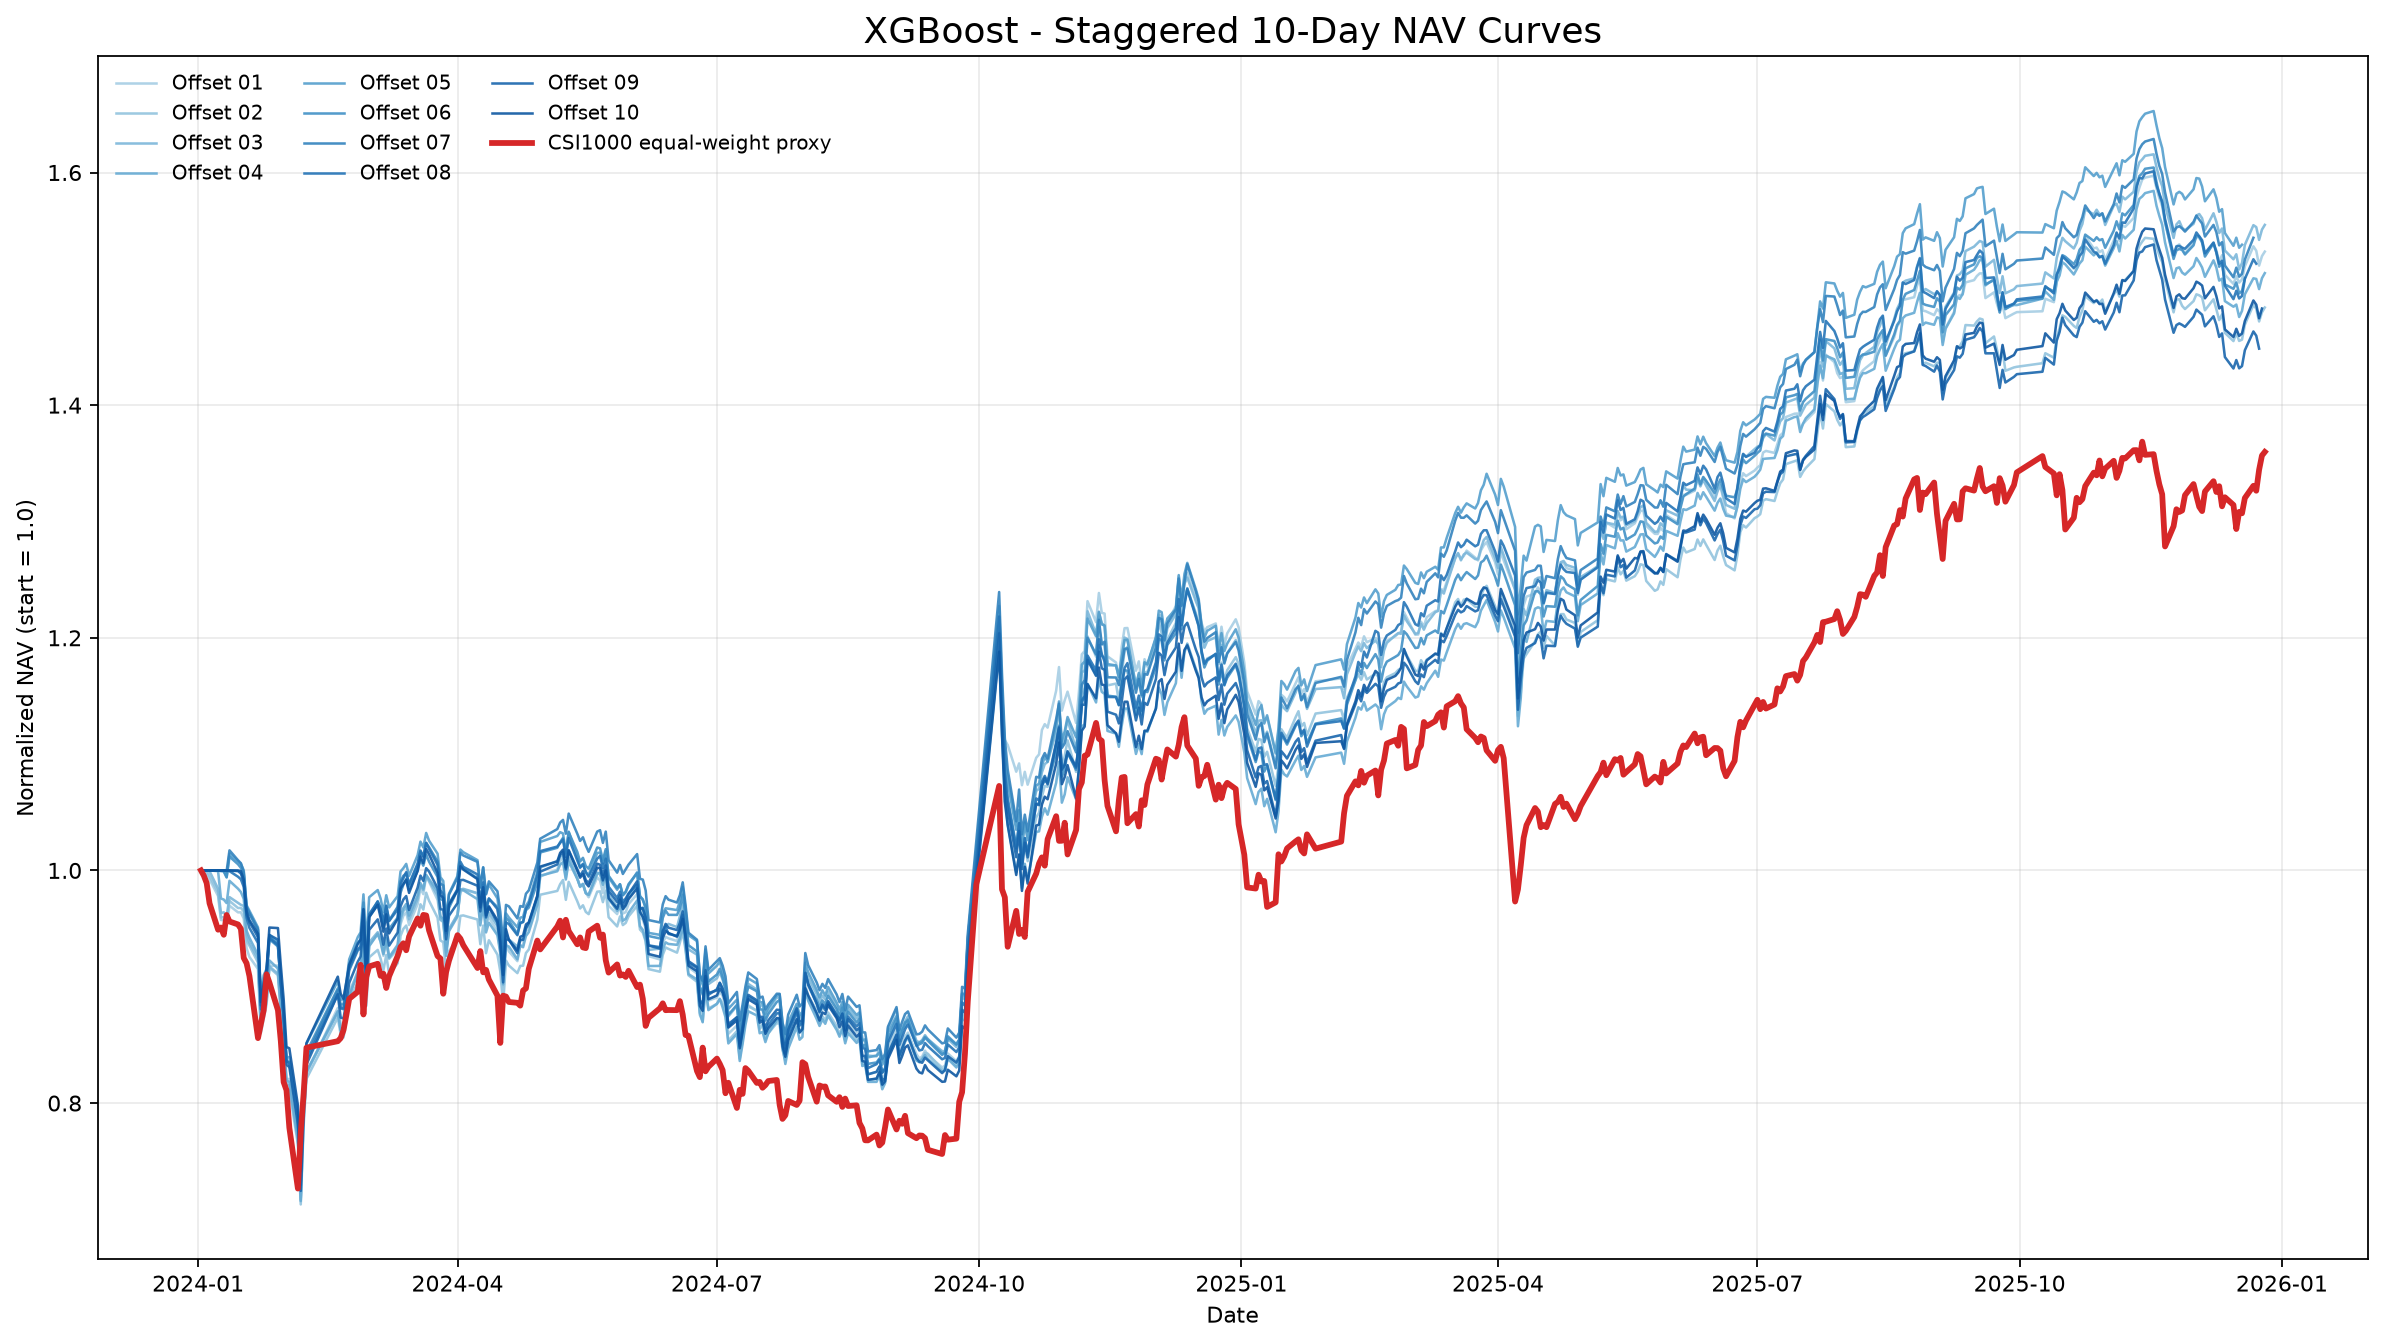 XGBoost - Staggered 10-Day NAV Curves
Offset 01
Offset 02
Offset 03
Offset 04
Offset 05
Offset 06
Offset 07
Offset 08
Offset 09
Offset 10
CSI1000 equal-weight proxy
Normalized NAV (start = 1.0)
1.6
1.4
1.2
1.0
0.8
2024-01
2024-04
2024-07
2024-10
2025-01
2025-04
2025-07
2025-10
2026-01
Date